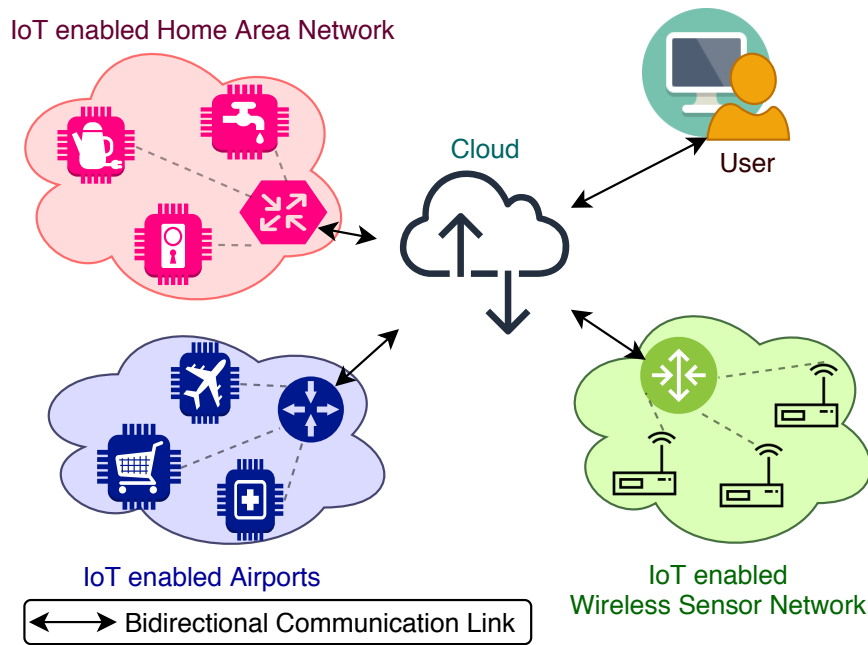 IoT enabled Home Area Network
Cloud
User
IoT enabled Airports
IoT enabled
Wireless Sensor Network
Bidirectional Communication Link